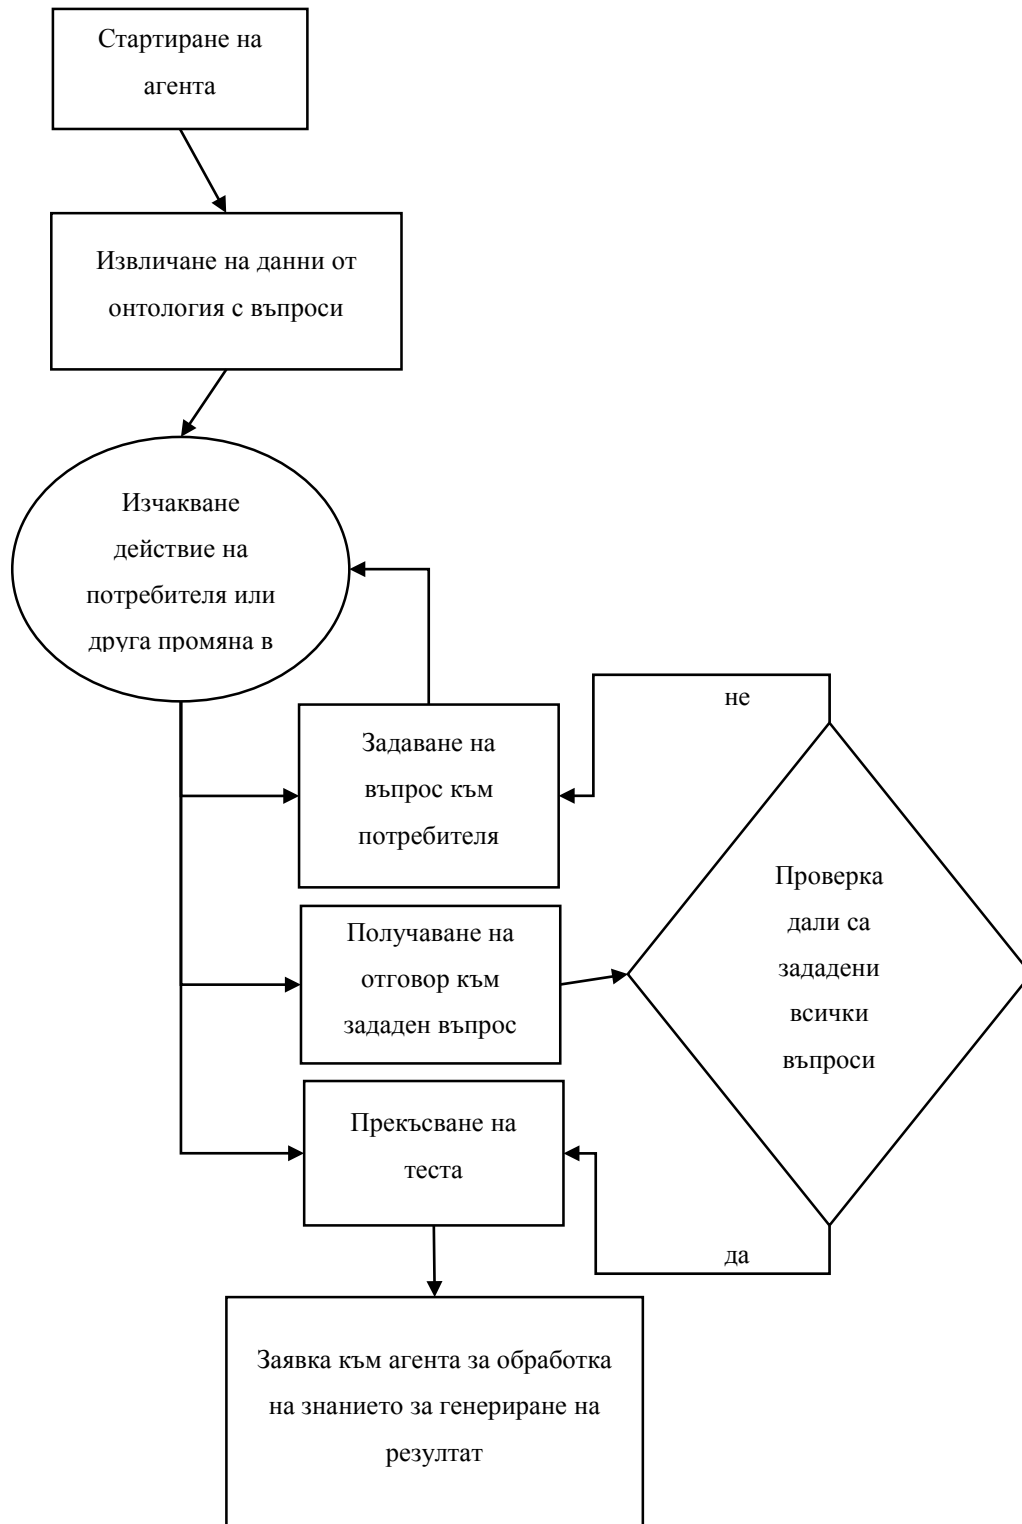 Стартиране на
агента
Извличане на данни от
онтология с въпроси
Изчакване
действие на
потребителя или
друга промяна в
не
Задаване на
въпрос към
потребителя
Проверка
дали са
зададени
всички
въпроси
Получаване на
отговор към
зададен въпрос
Прекъсване на
теста
да
Заявка към агента за обработка
на знанието за генериране на
резултат